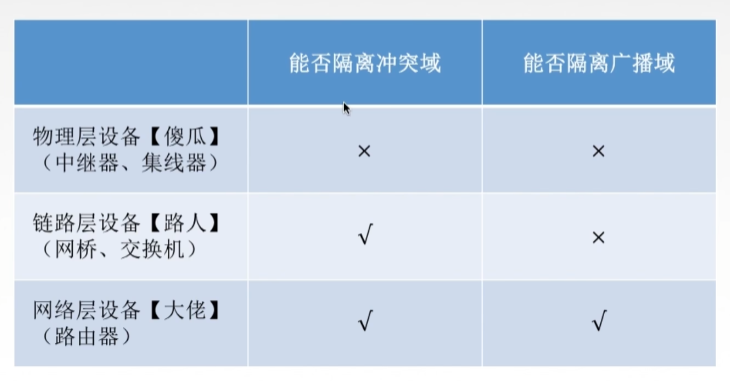 能否隔离冲突域
能否隔离广播域
物理层设备【傻瓜】
（中继器、集线器）
×
×
链路层设备【路人】
（网桥、交换机）
√
×
网络层设备【大佬】
（路由器）
√
√